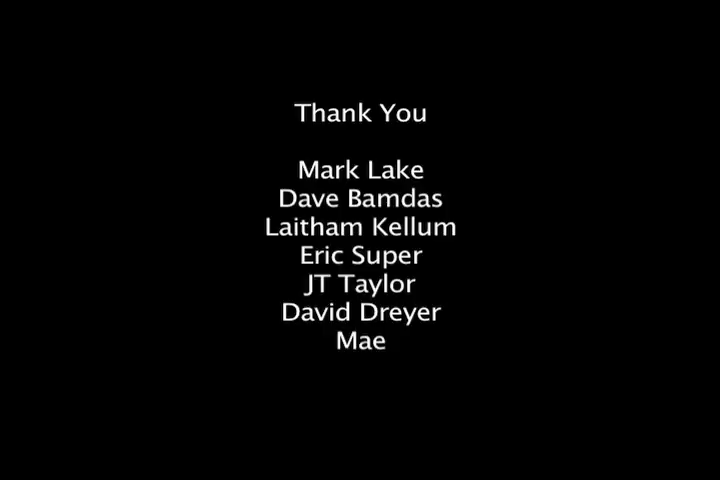 Thank You
Mark Lake
Dave Bamdas
Laitham Kellum
Eric Super
JT Taylor
David Dreyer
Mae